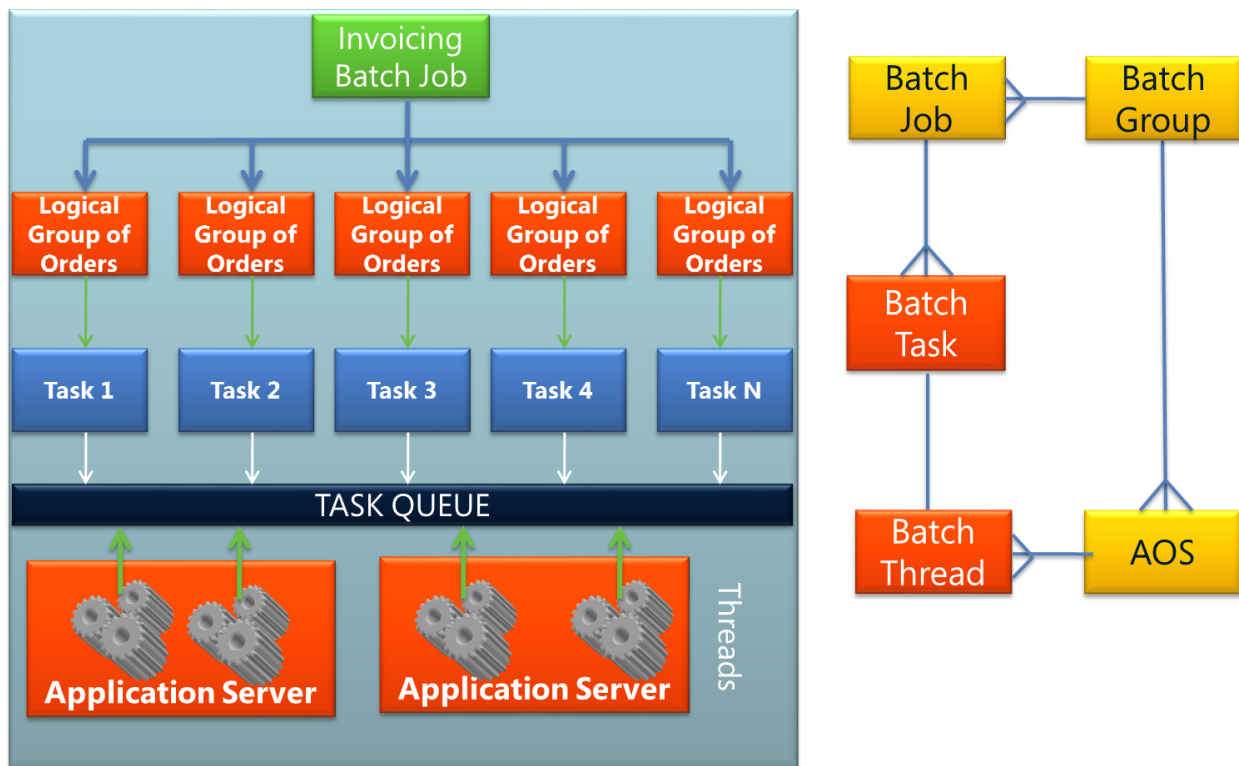 Invoicing
Batch Job
Logical
Group of
Orders
Logical
Group of
Orders
Logical
Group of
Orders
Logical
Group of
Orders
Logical
Group of
Orders
Task 1
Task 2
Task 3
Task 4
Task N
TASK QUEUE
Application Server
Application Server
Threads
Batch
Job
Batch
Group
Batch
Task
Batch
Thread
AOS